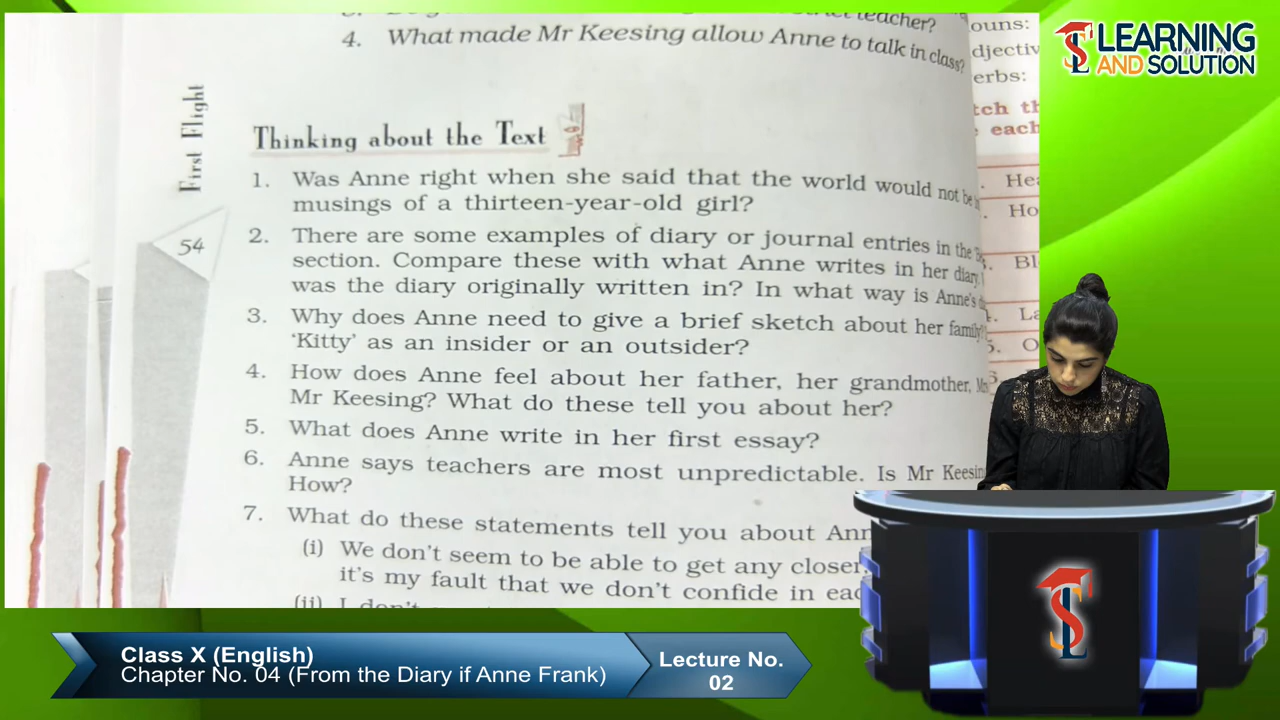 teacher?
4. What made Mr Keesing allow Anne to talk in class?
First Flight
54
Thinking about the Text
1. Was Anne right when she said that the world would not be
musings of a thirteen-year-old girl?
2. There are some examples of diary or journal entries in the
section. Compare these with what Anne writes in her diary.
was the diary originally written in? In what way is Anne's
3. Why does Anne need to give a brief sketch about her family?
‘Kitty’ as an insider or an outsider?
4. How does Anne feel about her father, her grandmother,
Mr Keesing? What do these tell you about her?
5. What does Anne write in her first essay?
6. Anne says teachers are most unpredictable. Is Mr Keesin
How?
7. What do these statements tell you about Ann
(i) We don't seem to be able to get any closer,
it's my fault that we don't confide in eac
(ii) I don't
ouns:
djectiv
erbs:
tch th
each
Hea
Ho
Bl
La
O
LEARNING
AND SOLUTION
Class X (English)
Chapter No. 04 (From the Diary if Anne Frank)
Lecture No.
02